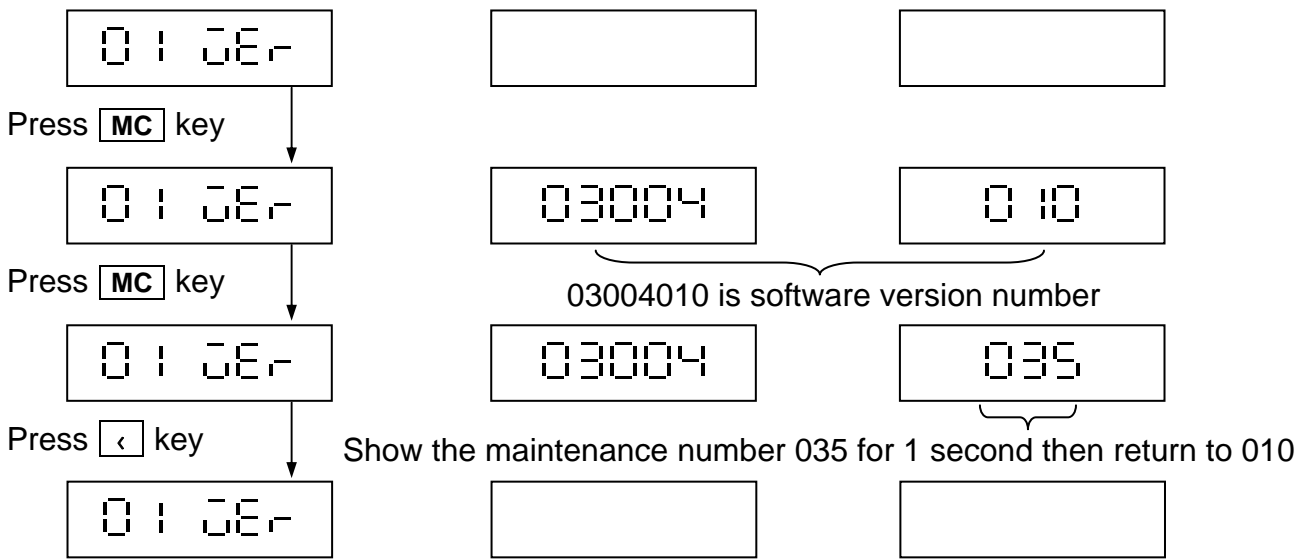 01 VEr
Press MC key
01 VEr 03004 010
Press MC key
03004010 is software version number
01 VEr 03004 035
Press ‹ key
Show the maintenance number 035 for 1 second then return to 010
01 VEr